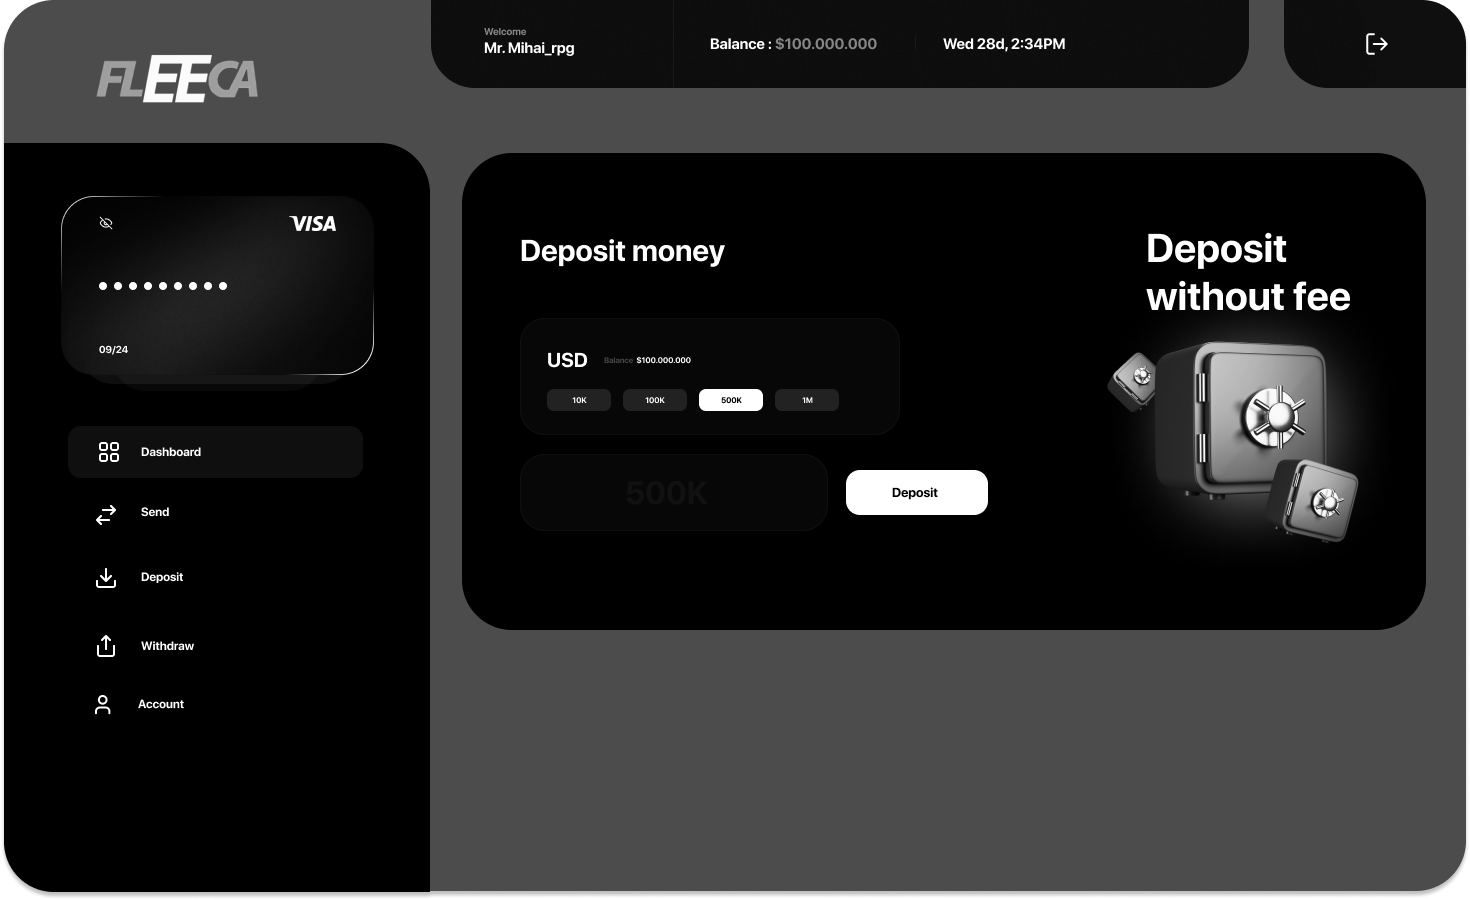 FLEECA
Welcome
Mr. Mihai_rpg
Balance : $100.000.000
Wed 28d, 2:34PM
VISA
09/24
Dashboard
Send
Deposit
Withdraw
Account
Deposit money
USD
Balance $100.000.000
10K
100K
500K
1M
500K
Deposit
Deposit
without fee